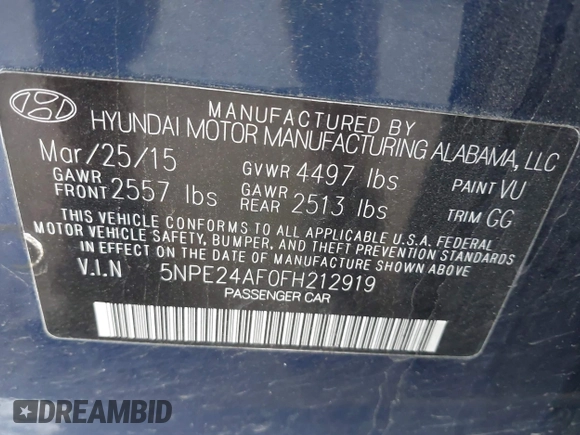 MANUFACTURED BY
HYUNDAI MOTOR MANUFACTURING ALABAMA, LLC
Mar/25/15 GVWR 4497 lbs PAINT VU
GAWR FRONT 2557 lbs GAWR REAR 2513 lbs TRIM GG
THIS VEHICLE CONFORMS TO ALL APPLICABLE U.S.A. FEDERAL
MOTOR VEHICLE SAFETY, BUMPER, AND THEFT PREVENTION STANDARDS
IN EFFECT ON THE DATE OF MANUFACTURE SHOWN ABOVE.
V.I.N 5NPE24AF0FH212919
PASSENGER CAR
DREAMBID